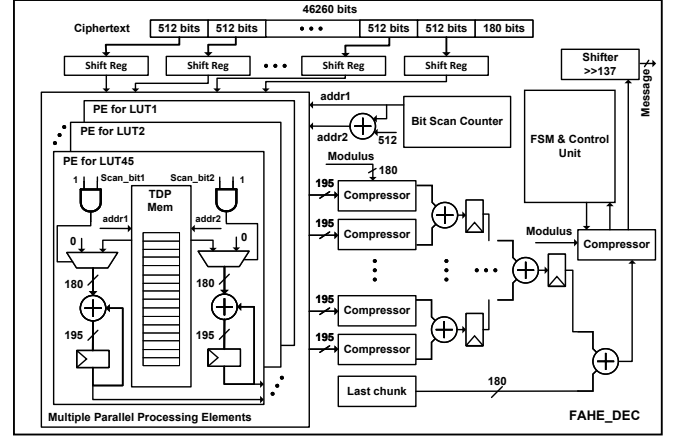 46260 bits
Ciphertext
512 bits 512 bits • • • 512 bits 512 bits 180 bits
Shift Reg Shift Reg • • • Shift Reg Shift Reg
Shifter
>>137
Message
PE for LUT1
PE for LUT2
PE for LUT45
addr1
addr2
512
Bit Scan Counter
FSM & Control
Unit
1 Scan_bit1
Scan_bit2 1
TDP
Mem
addr1
addr2
0
0
180
180
195
195
Modulus
180
195
Compressor
195
Compressor
195
Compressor
195
Compressor
Modulus
Compressor
Last chunk
180
Multiple Parallel Processing Elements
FAHE_DEC